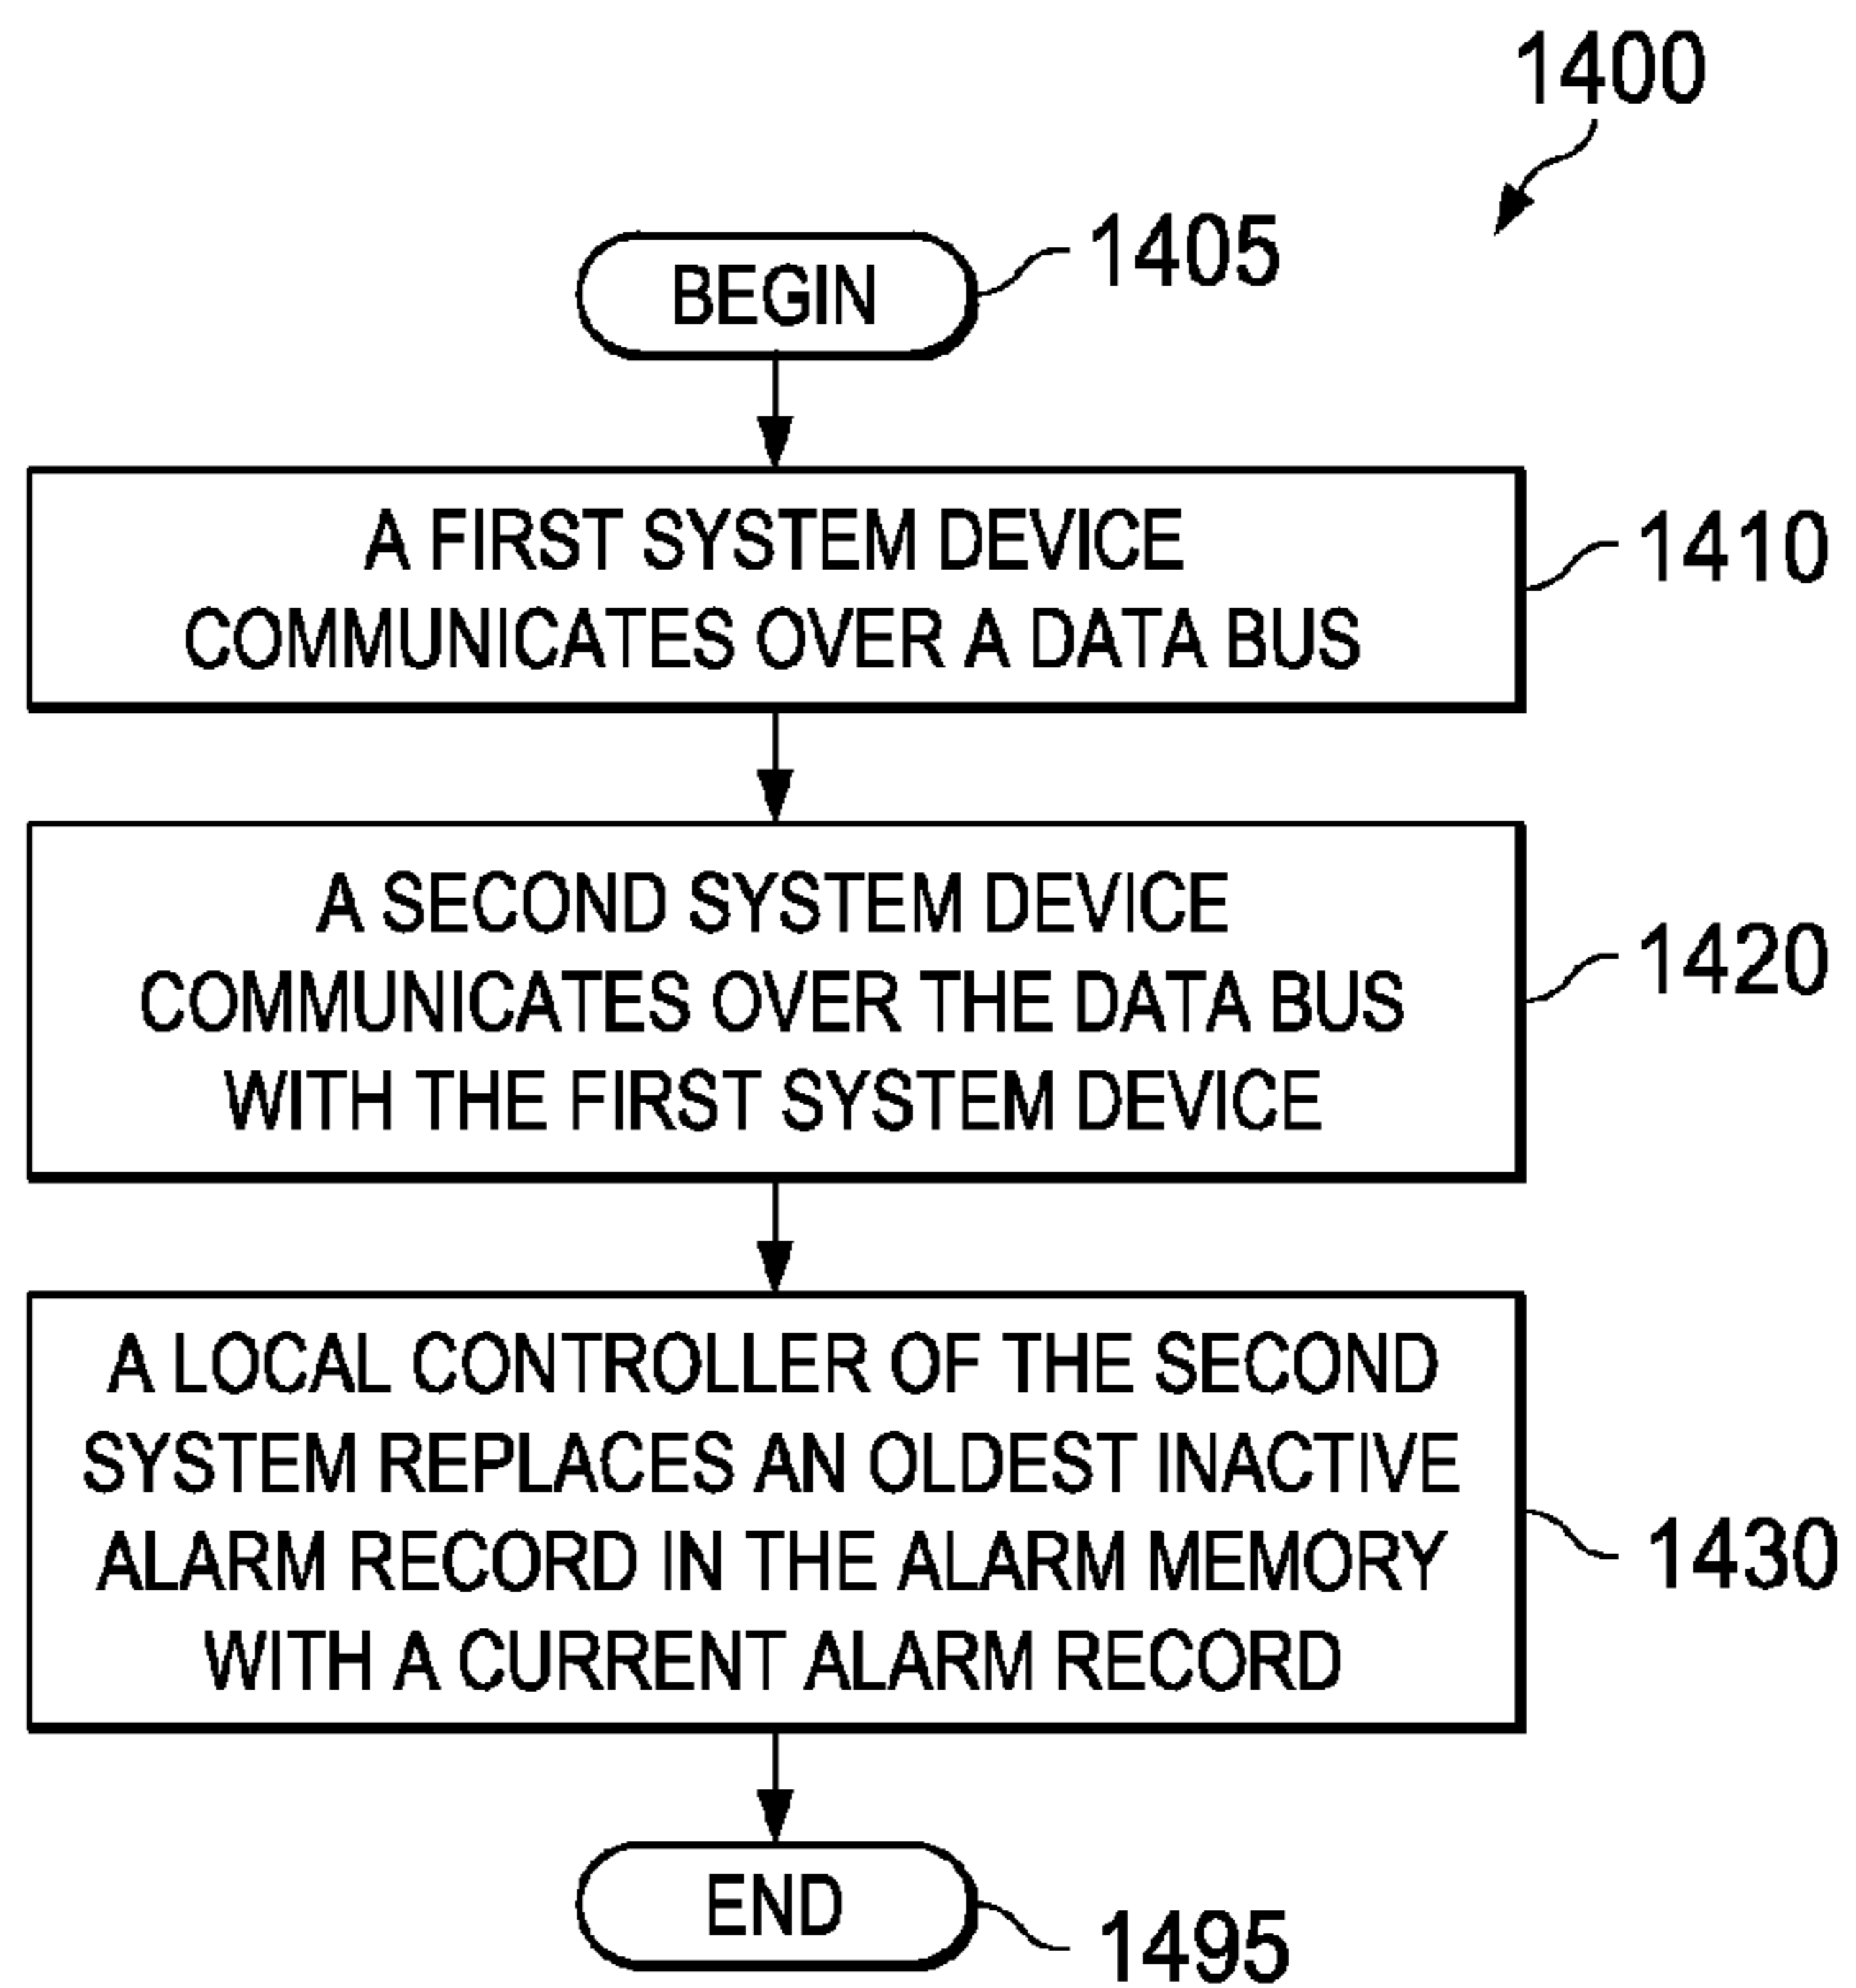 1400
BEGIN
1405
A FIRST SYSTEM DEVICE
COMMUNICATES OVER A DATA BUS
1410
A SECOND SYSTEM DEVICE
COMMUNICATES OVER THE DATA BUS
WITH THE FIRST SYSTEM DEVICE
1420
A LOCAL CONTROLLER OF THE SECOND
SYSTEM REPLACES AN OLDEST INACTIVE
ALARM RECORD IN THE ALARM MEMORY
WITH A CURRENT ALARM RECORD
1430
END
1495